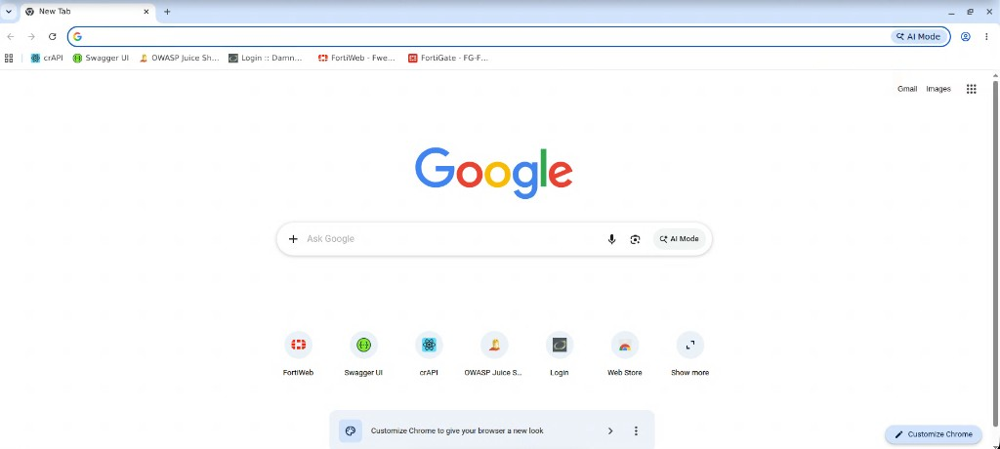 New Tab
AI Mode
crAPI
Swagger UI
OWASP Juice Sh...
Login :: Damn...
FortiWeb - Fwe...
FortiGate - FG-F...
Gmail
Images
Google
Ask Google
AI Mode
FortiWeb
Swagger UI
crAPI
OWASP Juice S...
Login
Web Store
Show more
Customize Chrome to give your browser a new look
Customize Chrome